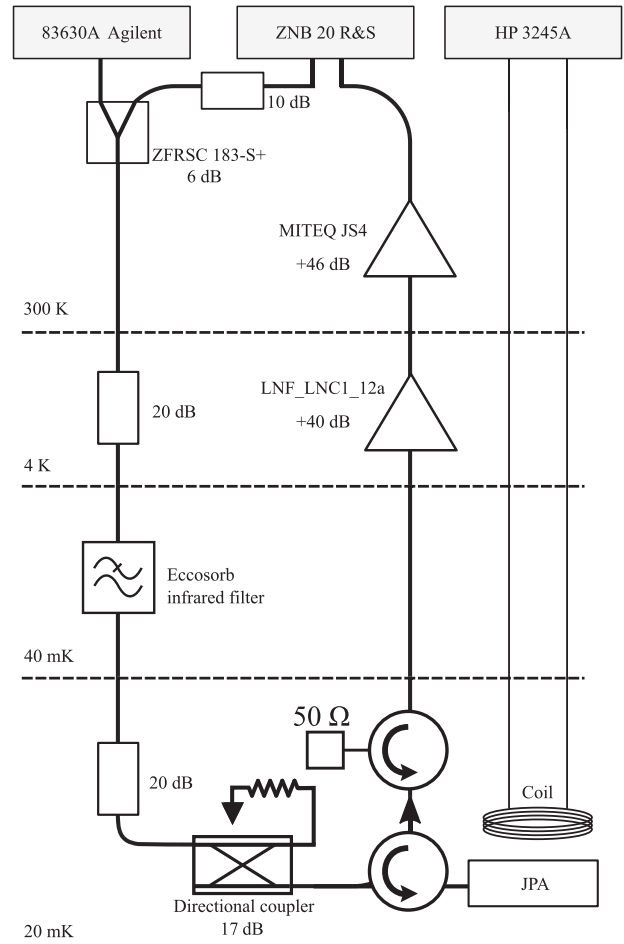 83630A Agilent
ZNB 20 R&S
HP 3245A
10 dB
ZFRSC 183-S+
6 dB
MITEQ JS4
+46 dB
300 K
LNF_LNC1_12a
+40 dB
20 dB
4 K
Eccosorb
infrared filter
40 mK
50 Ω
20 dB
Coil
JPA
Directional coupler
17 dB
20 mK